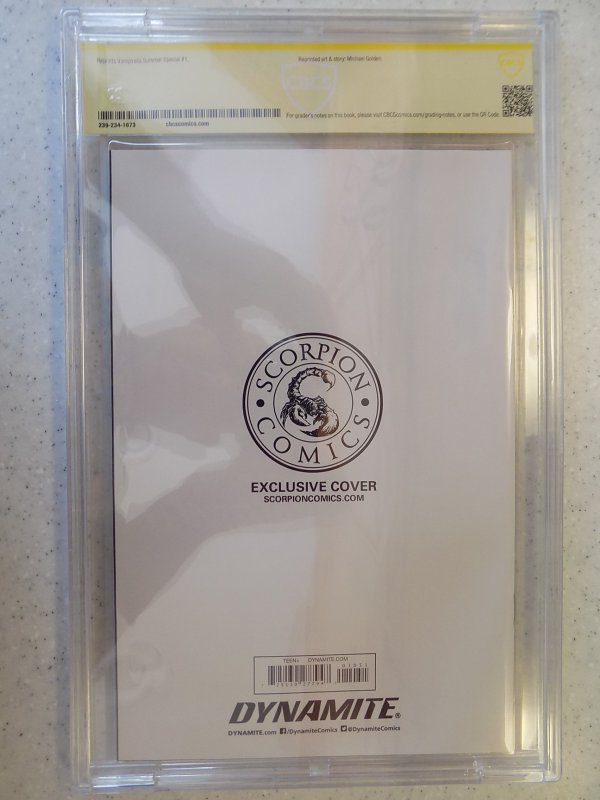 Reprints Vampirella Summer Special #1.
Reprinted art & story: Michael Golden.
CBCS
For grader's notes on this book, please visit CBCScomics.com/grading-notes, or use the QR Code.
239-234-1673 cbcscomics.com
SCORPION
COMICS
EXCLUSIVE COVER
SCORPIONCOMICS.COM
TEEN+ DYNAMITE.COM
01051
DYNAMITE®
DYNAMITE.com /DynamiteComics @DynamiteComics